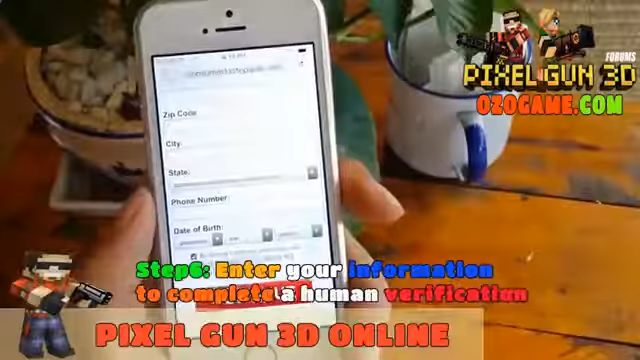 FORUMS
PIXEL GUN 3D
OZOGAME.COM
Zip Code
City:
State:
Phone Number:
Date of Birth:
Step6: Enter your information
to complete a human verification
PIXEL GUN 3D ONLINE